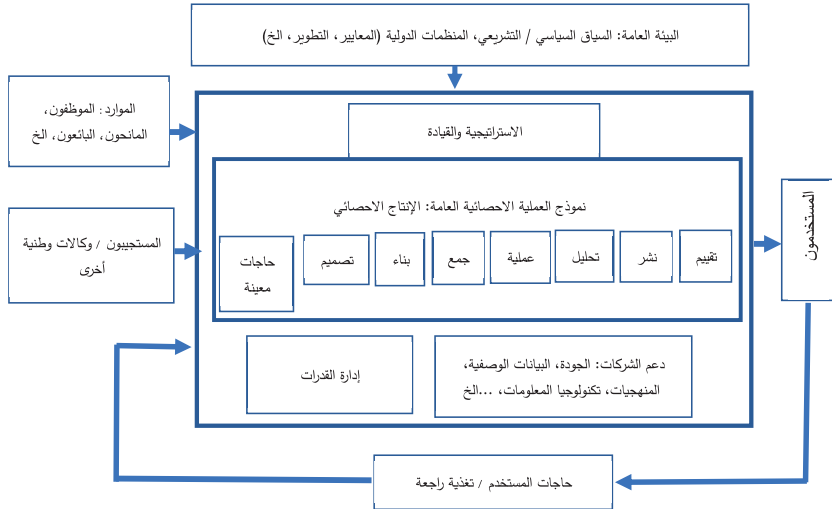 البيئة العامة: السياق السياسي / التشريعي، المنظمات الدولية (المعايير، التطوير، الخ)
الموارد: الموظفون،
المانحون، البائعون، الخ
الاستراتيجية والقيادة
نموذج العملية الاحصائية العامة: الإنتاج الاحصائي
المستجيبون / وكالات وطنية
أخرى
المستخدمون
حاجات
معينة
تصميم
بناء
جمع
عملية
تحليل
نشر
تقييم
دعم الشركات: الجودة، البيانات الوصفية،
المنهجيات، تكنولوجيا المعلومات، ...الخ
إدارة القدرات
حاجات المستخدم / تغذية راجعة